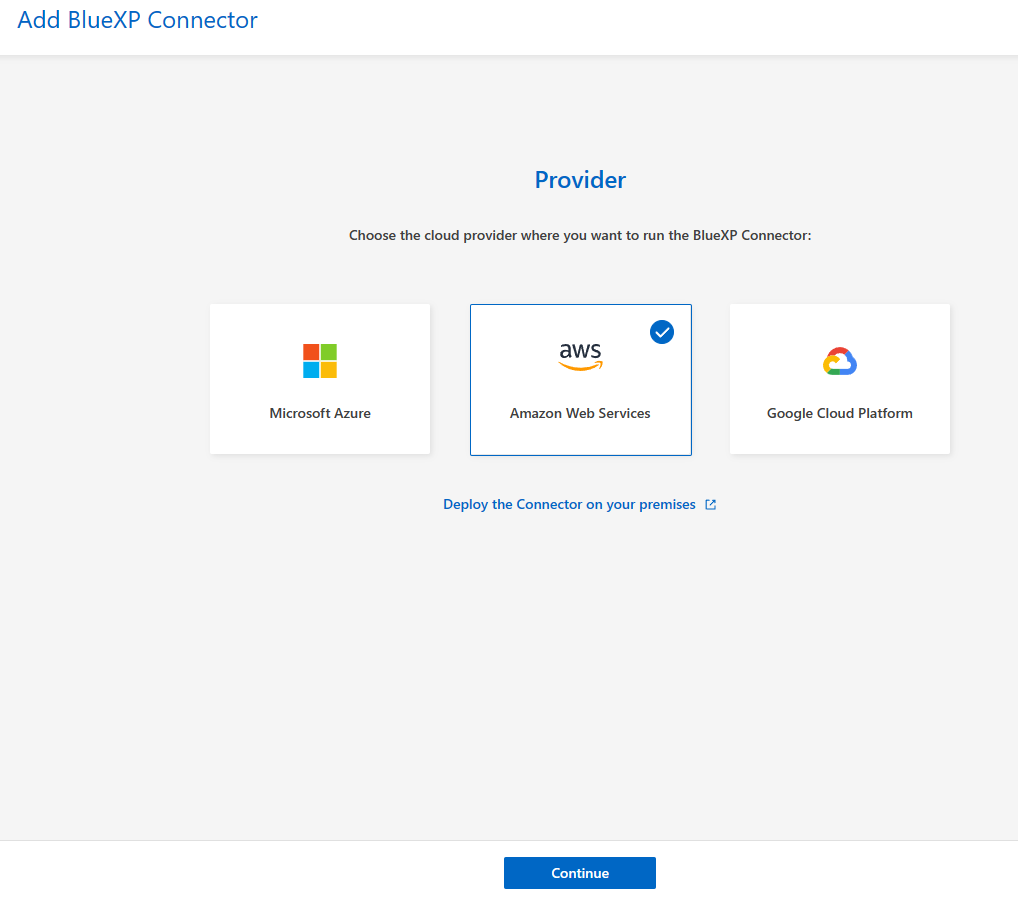 Add BlueXP Connector
Provider
Choose the cloud provider where you want to run the BlueXP Connector:
aws
Microsoft Azure
Amazon Web Services
Google Cloud Platform
Deploy the Connector on your premises
Continue